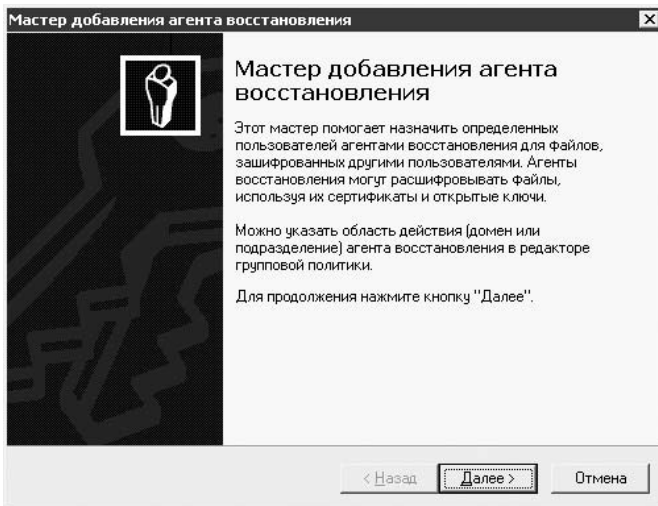 Мастер добавления агента восстановления
Мастер добавления агента
восстановления
Этот мастер помогает назначить определенных
пользователей агентами восстановления для файлов,
зашифрованных другими пользователями. Агенты
восстановления могут расшифровывать файлы,
используя их сертификаты и открытые ключи.
Можно указать область действия (домен или
подразделение) агента восстановления в редакторе
групповой политики.
Для продолжения нажмите кнопку "Далее".
< Назад Далее > Отмена